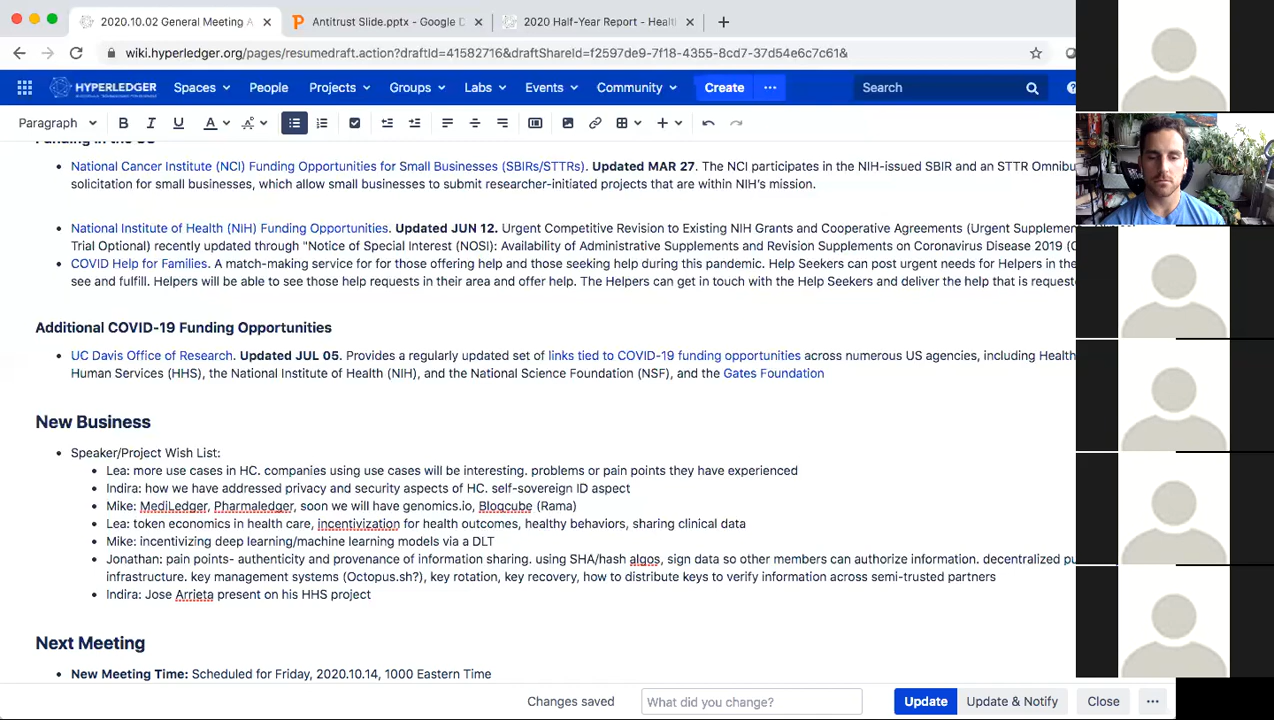 2020.10.02 General Meeting A
Antitrust Slide.pptx - Google D
2020 Half-Year Report - Healt
wiki.hyperledger.org/pages/resumedraft.action?draftId=41582716&draftShareId=f2597de9-7f18-4355-8cd7-37d54e6c7c61&
HYPERLEDGER
Spaces
People
Projects
Groups
Labs
Events
Community
Create
Search
Paragraph
Funding in the US
National Cancer Institute (NCI) Funding Opportunities for Small Businesses (SBIRs/STTRs). Updated MAR 27. The NCI participates in the NIH-issued SBIR and an STTR Omnibu
solicitation for small businesses, which allow small businesses to submit researcher-initiated projects that are within NIH's mission.
National Institute of Health (NIH) Funding Opportunities. Updated JUN 12. Urgent Competitive Revision to Existing NIH Grants and Cooperative Agreements (Urgent Supplem
Trial Optional) recently updated through "Notice of Special Interest (NOSI): Availability of Administrative Supplements and Revision Supplements on Coronavirus Disease 2019 (C
COVID Help for Families. A match-making service for for those offering help and those seeking help during this pandemic. Help Seekers can post urgent needs for Helpers in the
see and fulfill. Helpers will be able to see those help requests in their area and offer help. The Helpers can get in touch with the Help Seekers and deliver the help that is requeste
Additional COVID-19 Funding Opportunities
UC Davis Office of Research. Updated JUL 05. Provides a regularly updated set of links tied to COVID-19 funding opportunities across numerous US agencies, including Health
Human Services (HHS), the National Institute of Health (NIH), and the National Science Foundation (NSF), and the Gates Foundation
New Business
Speaker/Project Wish List:
Lea: more use cases in HC. companies using use cases will be interesting. problems or pain points they have experienced
Indira: how we have addressed privacy and security aspects of HC. self-sovereign ID aspect
Mike: MediLedger, Pharmaledger, soon we will have genomics.io, Bloqcube (Rama)
Lea: token economics in health care, incentivization for health outcomes, healthy behaviors, sharing clinical data
Mike: incentivizing deep learning/machine learning models via a DLT
Jonathan: pain points- authenticity and provenance of information sharing. using SHA/hash algos, sign data so other members can authorize information. decentralized pu
infrastructure. key management systems (Octopus.sh?), key rotation, key recovery, how to distribute keys to verify information across semi-trusted partners
Indira: Jose Arrieta present on his HHS project
Next Meeting
New Meeting Time: Scheduled for Friday, 2020.10.14, 1000 Eastern Time
Changes saved
What did you change?
Update
Update & Notify
Close